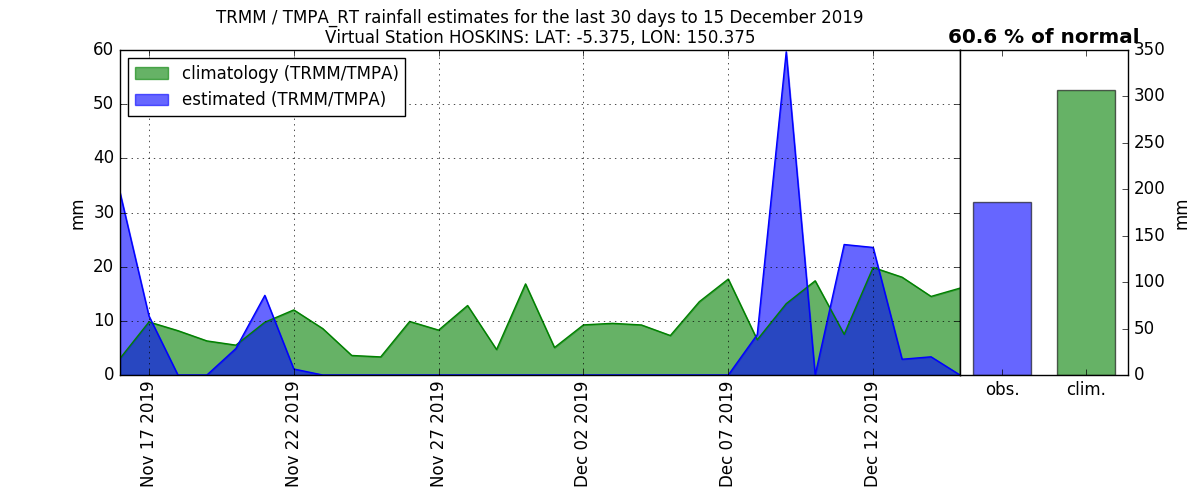 TRMM / TMPA_RT rainfall estimates for the last 30 days to 15 December 2019
Virtual Station HOSKINS: LAT: -5.375, LON: 150.375
60.6 % of normal
climatology (TRMM/TMPA)
estimated (TRMM/TMPA)
60
50
40
30
20
10
0
mm
Nov 17 2019
Nov 22 2019
Nov 27 2019
Dec 02 2019
Dec 07 2019
Dec 12 2019
obs.
clim.
350
300
250
200
150
100
50
0
mm